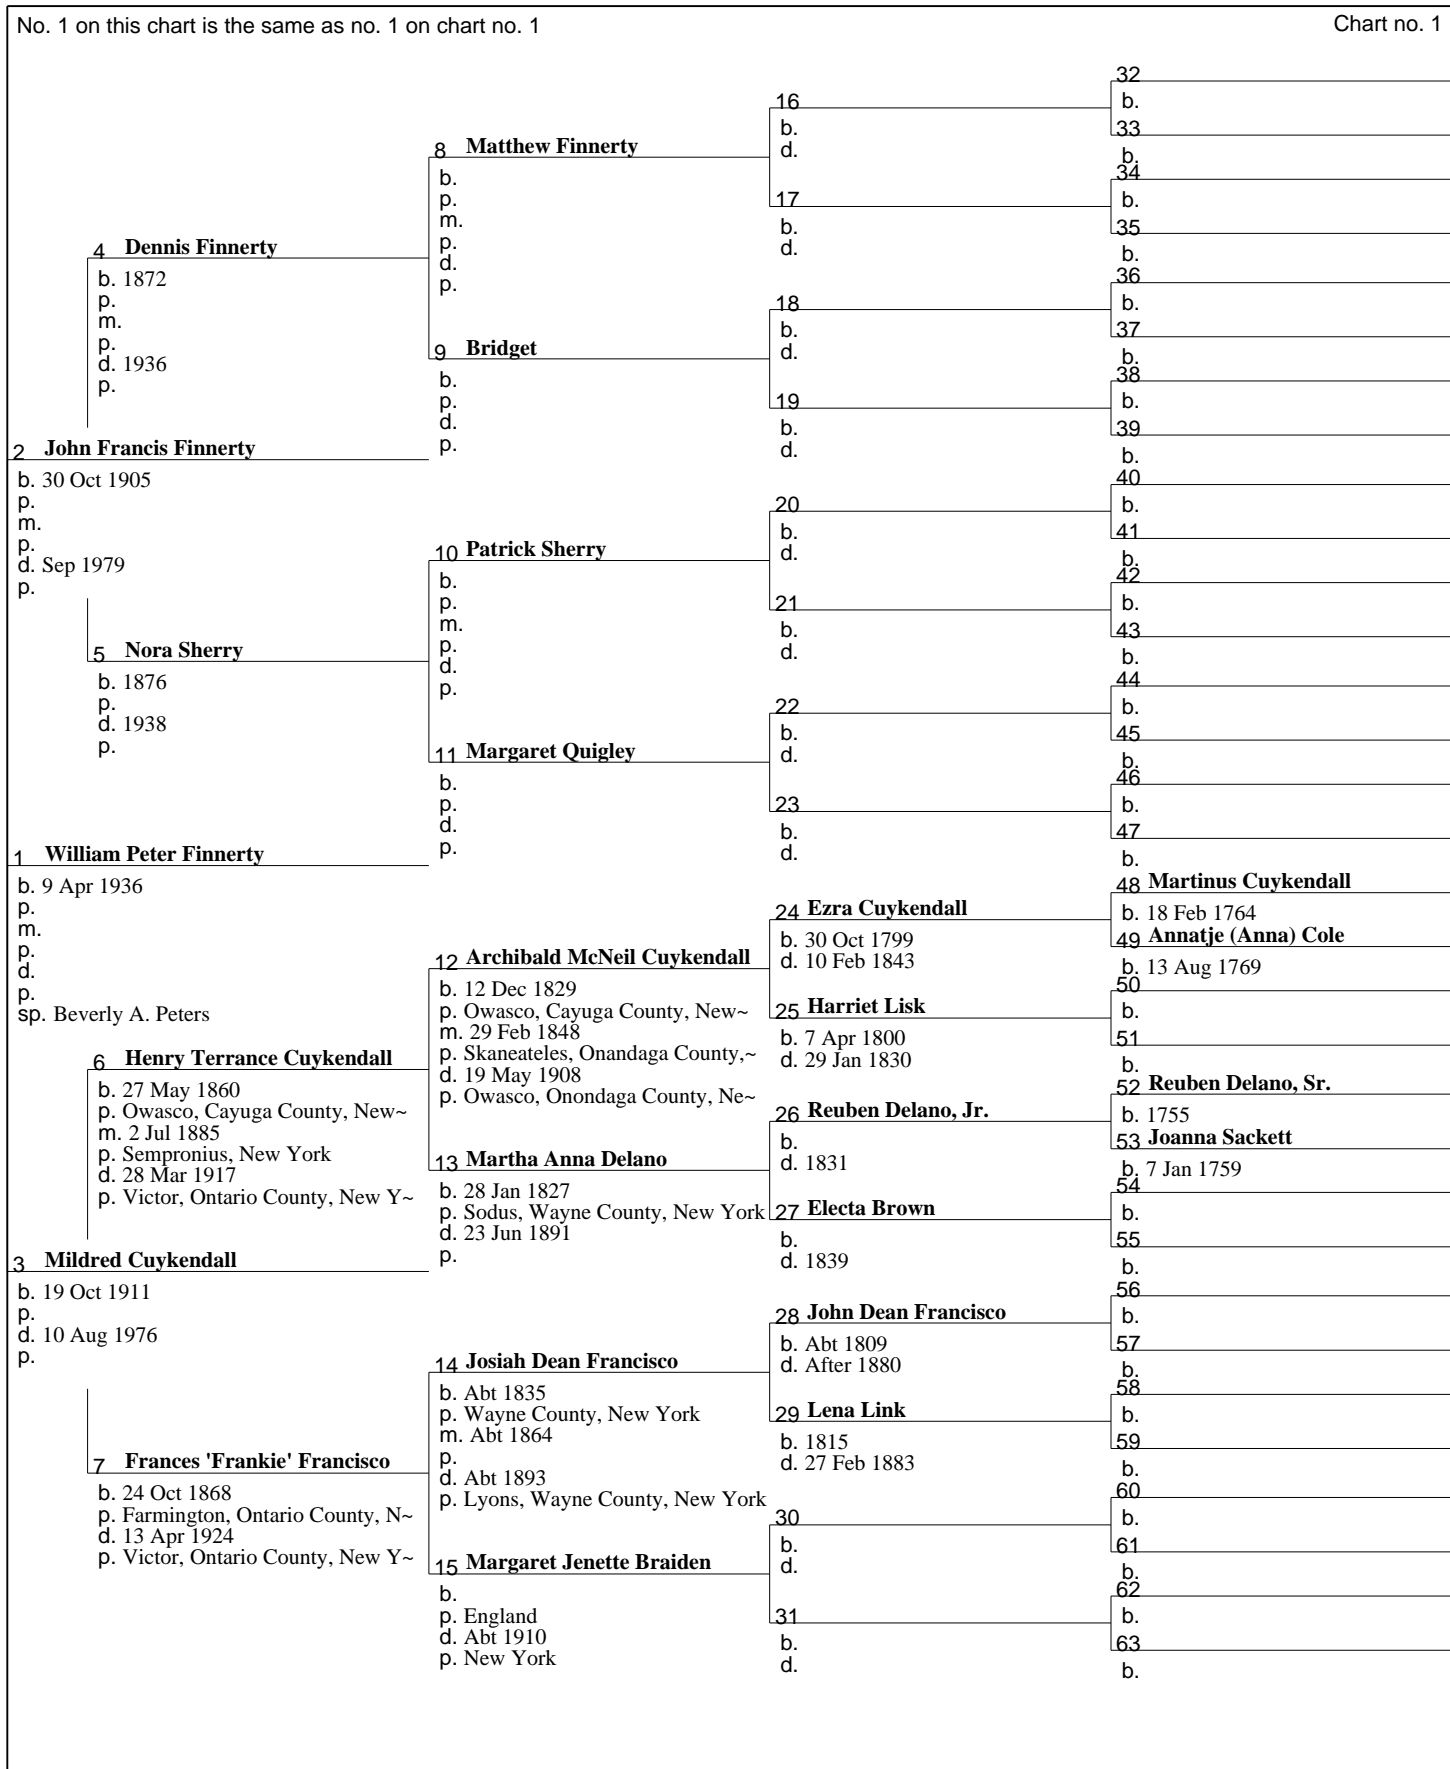 No. 1 on this chart is the same as no. 1 on chart no. 1
Chart no. 1
2 John Francis Finnerty
b. 30 Oct 1905
p.
m.
p.
d. Sep 1979
p.
1 William Peter Finnerty
b. 9 Apr 1936
p.
m.
p.
d.
p.
sp. Beverly A. Peters
3 Mildred Cuykendall
b. 19 Oct 1911
p.
d. 10 Aug 1976
p.
4 Dennis Finnerty
b. 1872
p.
m.
p.
d. 1936
p.
5 Nora Sherry
b. 1876
p.
d. 1938
p.
6 Henry Terrance Cuykendall
b. 27 May 1860
p. Owasco, Cayuga County, New~
m. 2 Jul 1885
p. Sempronius, New York
d. 28 Mar 1917
p. Victor, Ontario County, New Y~
7 Frances 'Frankie' Francisco
b. 24 Oct 1868
p. Farmington, Ontario County, N~
d. 13 Apr 1924
p. Victor, Ontario County, New Y~
8 Matthew Finnerty
b.
p.
m.
p.
d.
p.
9 Bridget
b.
p.
d.
p.
10 Patrick Sherry
b.
p.
m.
p.
d.
p.
11 Margaret Quigley
b.
p.
d.
p.
12 Archibald McNeil Cuykendall
b. 12 Dec 1829
p. Owasco, Cayuga County, New~
m. 29 Feb 1848
p. Skaneateles, Onandaga County,~
d. 19 May 1908
p. Owasco, Onondaga County, Ne~
13 Martha Anna Delano
b. 28 Jan 1827
p. Sodus, Wayne County, New York
d. 23 Jun 1891
p.
14 Josiah Dean Francisco
b. Abt 1835
p. Wayne County, New York
m. Abt 1864
p.
d. Abt 1893
p. Lyons, Wayne County, New York
15 Margaret Jenette Braiden
b.
p. England
d. Abt 1910
p. New York
16
b.
d.
17
b.
d.
18
b.
d.
19
b.
d.
20
b.
d.
21
b.
d.
22
b.
d.
23
b.
d.
24 Ezra Cuykendall
b. 30 Oct 1799
d. 10 Feb 1843
25 Harriet Lisk
b. 7 Apr 1800
d. 29 Jan 1830
26 Reuben Delano, Jr.
b.
d. 1831
27 Electa Brown
b.
d. 1839
28 John Dean Francisco
b. Abt 1809
d. After 1880
29 Lena Link
b. 1815
d. 27 Feb 1883
30
b.
d.
31
b.
d.
32
b.
33
b.
34
b.
35
b.
36
b.
37
b.
38
b.
39
b.
40
b.
41
b.
42
b.
43
b.
44
b.
45
b.
46
b.
47
b.
48 Martinus Cuykendall
b. 18 Feb 1764
49 Annatje (Anna) Cole
b. 13 Aug 1769
50
b.
51
b.
52 Reuben Delano, Sr.
b. 1755
53 Joanna Sackett
b. 7 Jan 1759
54
b.
55
b.
56
b.
57
b.
58
b.
59
b.
60
b.
61
b.
62
b.
63
b.